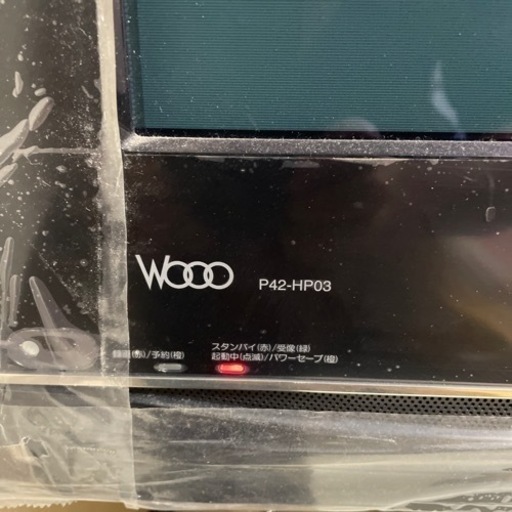 Wooo
P42-HP03
スタンバイ(赤)/受像(緑)
録画(赤)/予約(橙)
起動中(点滅)/パワーセーブ(橙)